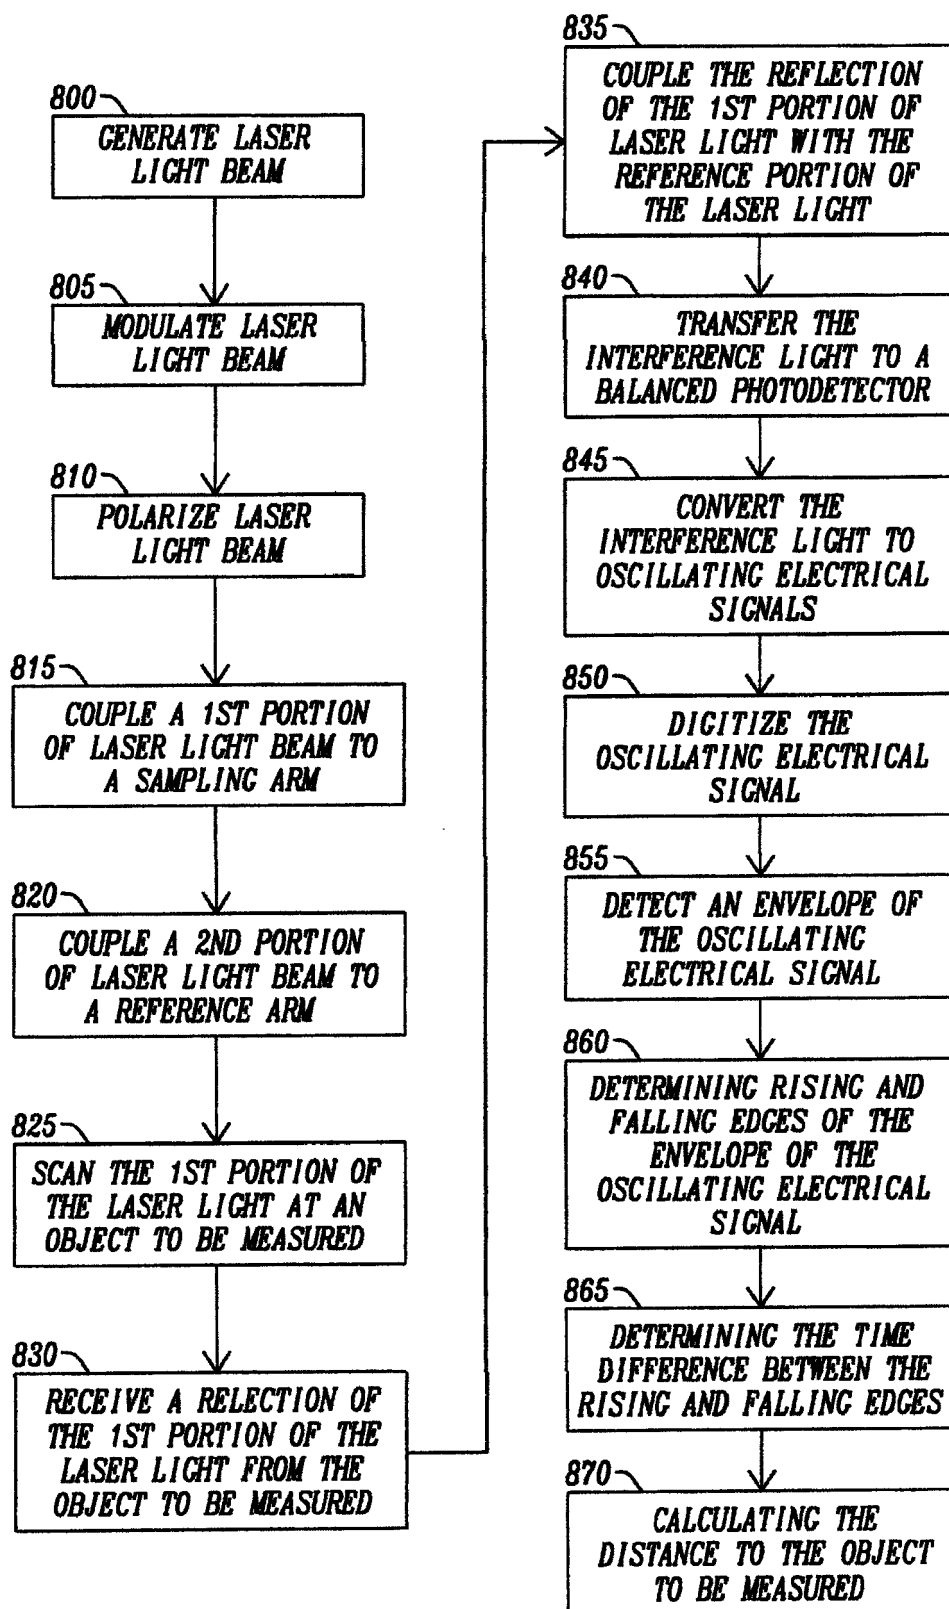 800
GENERATE LASER
LIGHT BEAM
805
MODULATE LASER
LIGHT BEAM
810
POLARIZE LASER
LIGHT BEAM
815
COUPLE A 1ST PORTION
OF LASER LIGHT BEAM TO
A SAMPLING ARM
820
COUPLE A 2ND PORTION
OF LASER LIGHT BEAM TO
A REFERENCE ARM
825
SCAN THE 1ST PORTION OF
THE LASER LIGHT AT AN
OBJECT TO BE MEASURED
830
RECEIVE A RELECTION OF
THE 1ST PORTION OF THE
LASER LIGHT FROM THE
OBJECT TO BE MEASURED
835
COUPLE THE REFLECTION
OF THE 1ST PORTION OF
LASER LIGHT WITH THE
REFERENCE PORTION OF
THE LASER LIGHT
840
TRANSFER THE
INTERFERENCE LIGHT TO A
BALANCED PHOTODETECTOR
845
CONVERT THE
INTERFERENCE LIGHT TO
OSCILLATING ELECTRICAL
SIGNALS
850
DIGITIZE THE
OSCILLATING ELECTRICAL
SIGNAL
855
DETECT AN ENVELOPE OF
THE OSCILLATING
ELECTRICAL SIGNAL
860
DETERMINING RISING AND
FALLING EDGES OF THE
ENVELOPE OF THE
OSCILLATING ELECTRICAL
SIGNAL
865
DETERMINING THE TIME
DIFFERENCE BETWEEN THE
RISING AND FALLING EDGES
870
CALCULATING THE
DISTANCE TO THE OBJECT
TO BE MEASURED